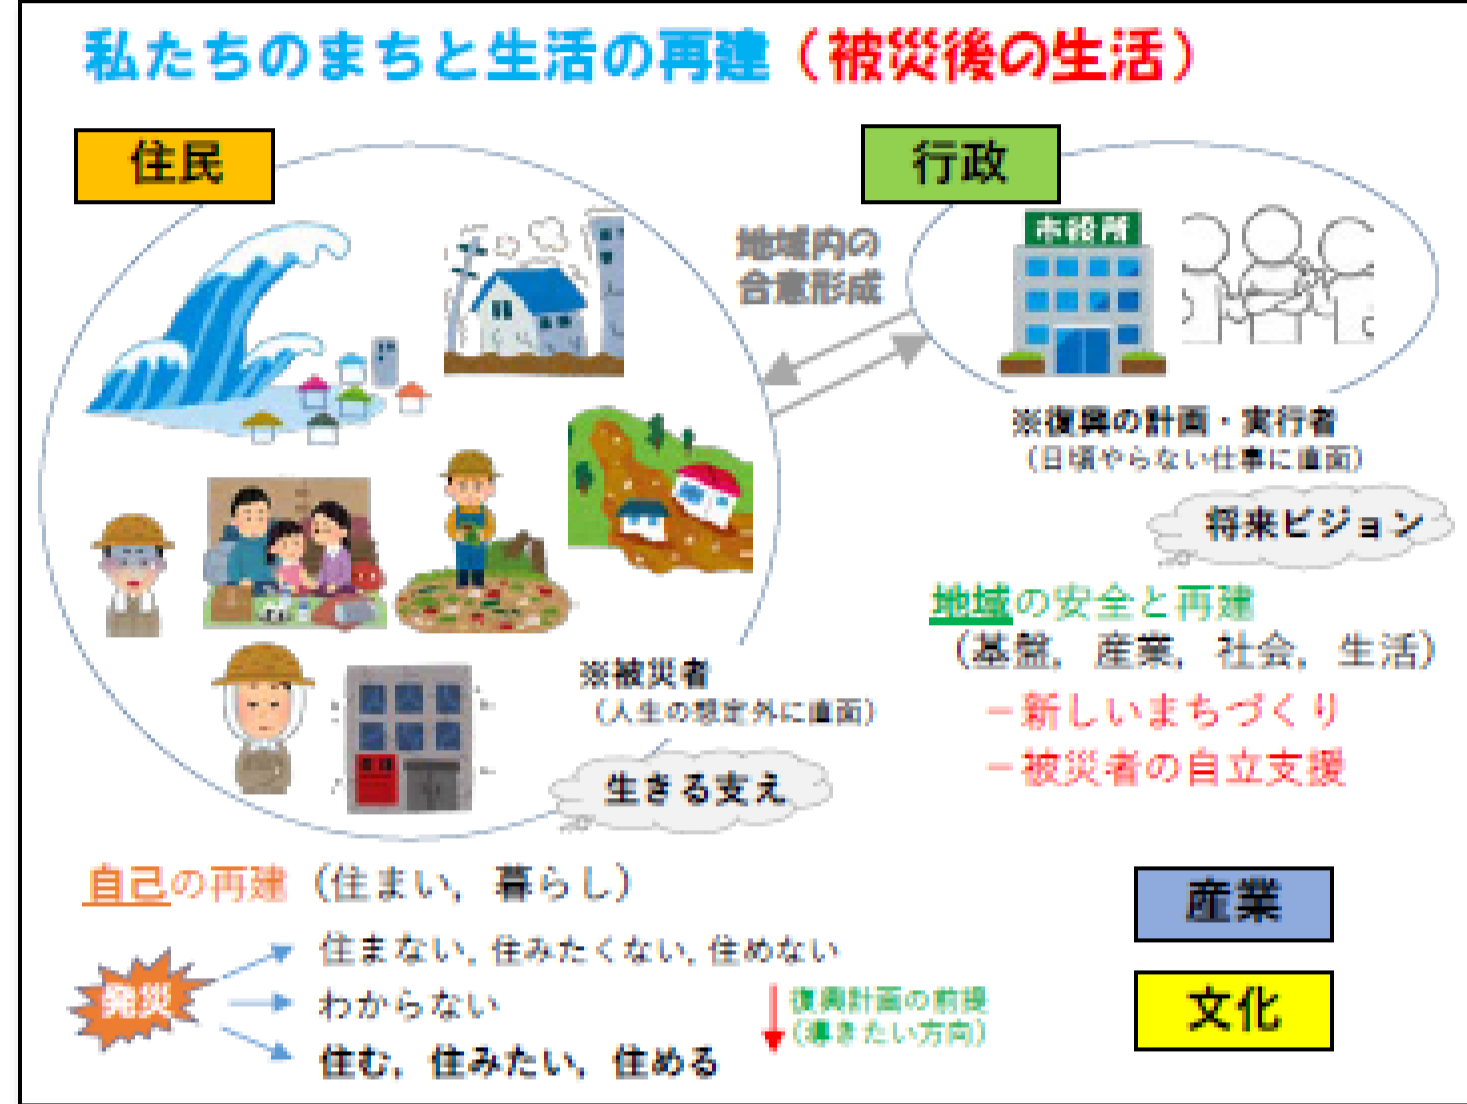 私たちのまちと生活の再建（被災後の生活）
住民
行政
市役所
地域内の
合意形成
※復興の計画・実行者
（日頃やらない仕事に直面）
将来ビジョン
地域の安全と再建
（基盤，産業，社会，生活）
－新しいまちづくり
－被災者の自立支援
※被災者
（人生の想定外に直面）
生きる支え
自己の再建（住まい，暮らし）
発災
住まない，住みたくない，住めない
わからない
住む，住みたい，住める
復興計画の前提
（導きたい方向）
産業
文化